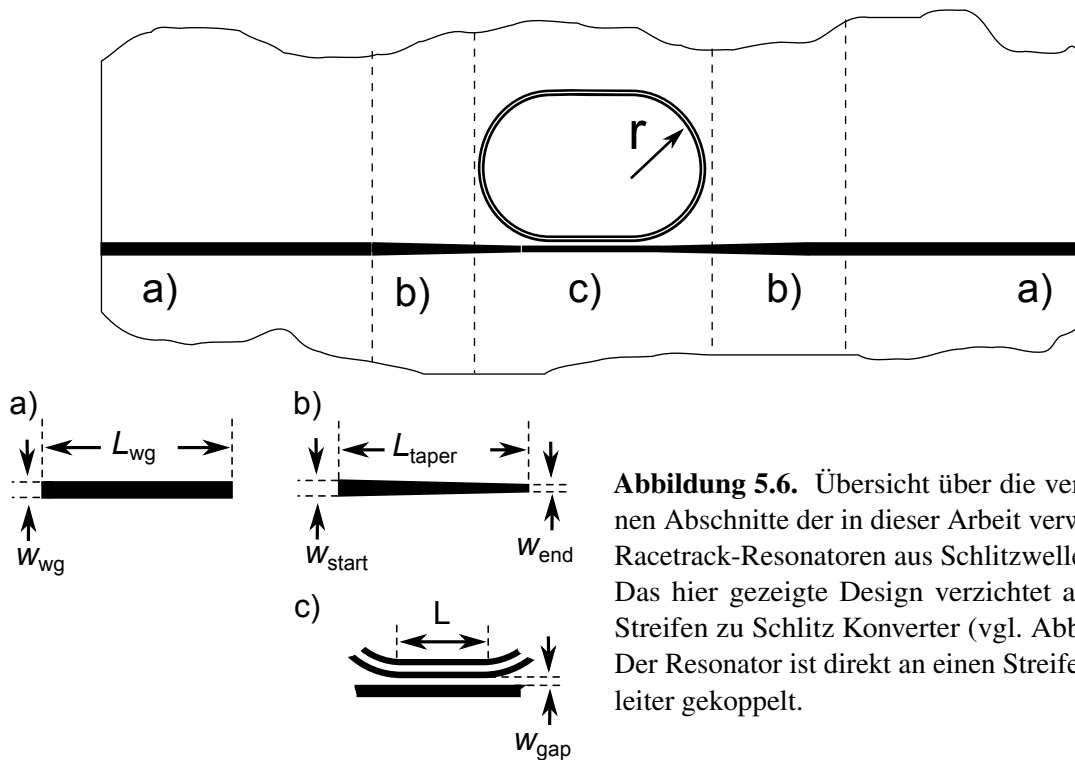 r
a)
b)
c)
b)
a)
a)
L_wg
w_wg
b)
L_taper
w_start
w_end
c)
L
w_gap
Abbildung 5.6. Übersicht über die ver
nen Abschnitte der in dieser Arbeit verw
Racetrack-Resonatoren aus Schlitzwelle
Das hier gezeigte Design verzichtet a
Streifen zu Schlitz Konverter (vgl. Abb
Der Resonator ist direkt an einen Streife
leiter gekoppelt.